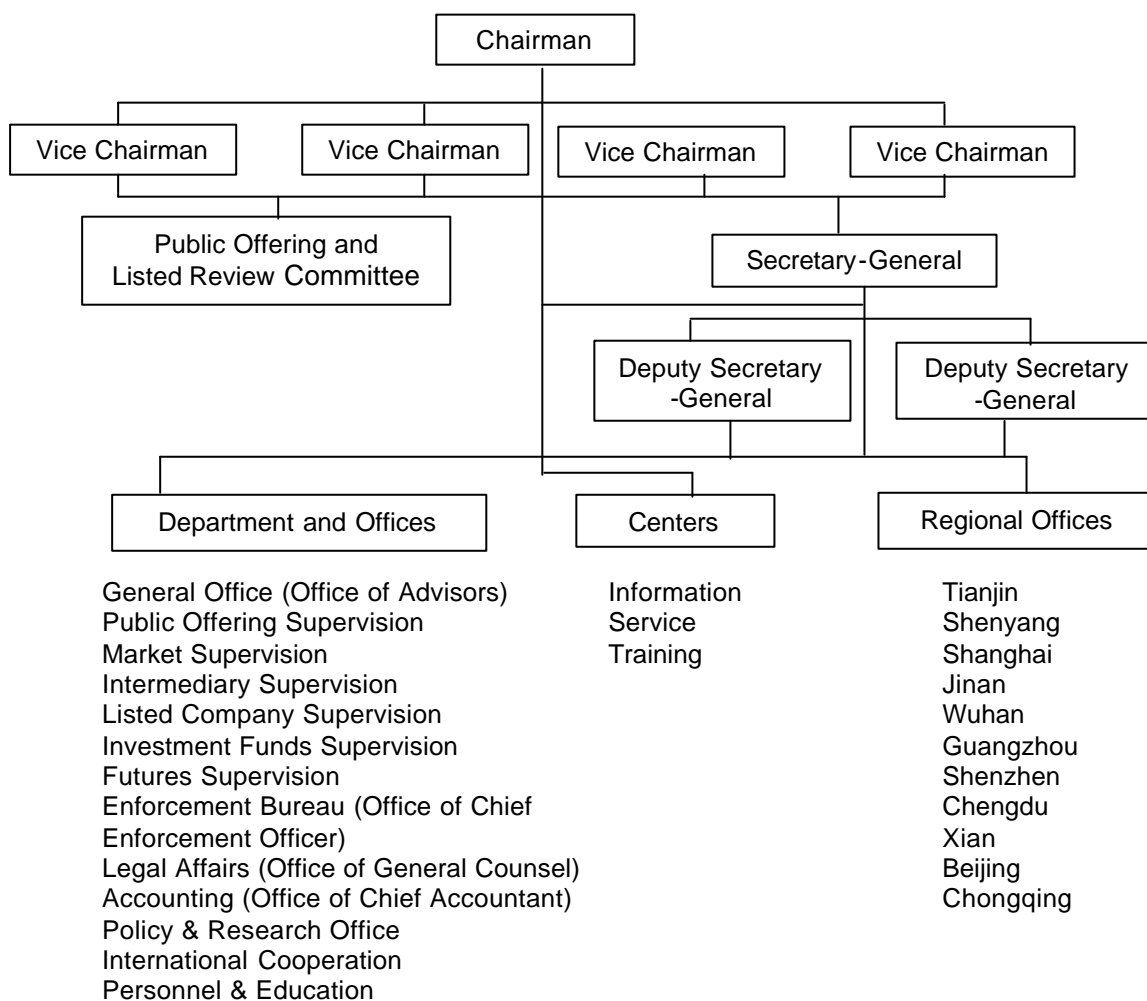 Chairman
Vice Chairman
Vice Chairman
Vice Chairman
Vice Chairman
Public Offering and
Listed Review Committee
Secretary-General
Deputy Secretary
-General
Deputy Secretary
-General
Department and Offices
Centers
Regional Offices
General Office (Office of Advisors)
Public Offering Supervision
Market Supervision
Intermediary Supervision
Listed Company Supervision
Investment Funds Supervision
Futures Supervision
Enforcement Bureau (Office of Chief
Enforcement Officer)
Legal Affairs (Office of General Counsel)
Accounting (Office of Chief Accountant)
Policy & Research Office
International Cooperation
Personnel & Education
Information
Service
Training
Tianjin
Shenyang
Shanghai
Jinan
Wuhan
Guangzhou
Shenzhen
Chengdu
Xian
Beijing
Chongqing